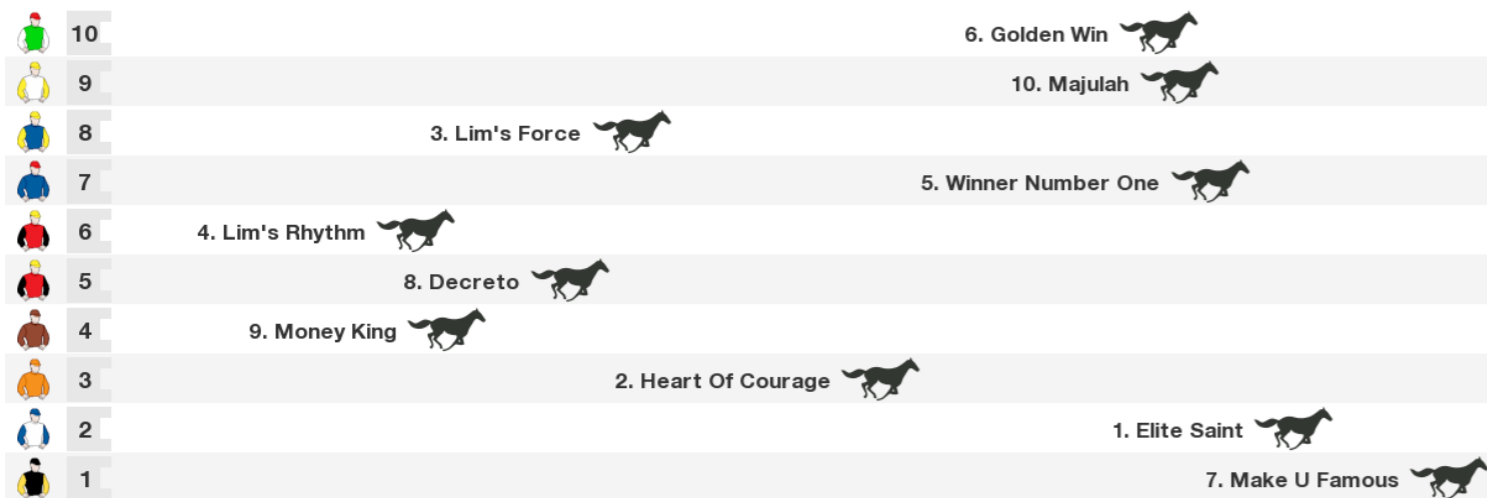 10 6. Golden Win
9 10. Majulah
8 3. Lim's Force
7 5. Winner Number One
6 4. Lim's Rhythm
5 8. Decreto
4 9. Money King
3 2. Heart Of Courage
2 1. Elite Saint
1 7. Make U Famous